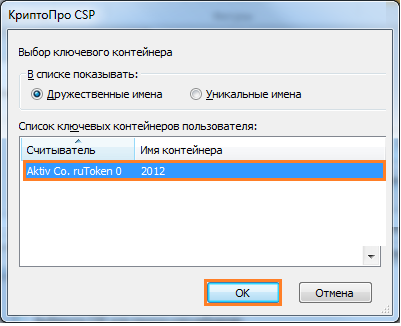 КриптоПро CSP
Выбор ключевого контейнера
В списке показывать:
Дружественные имена Уникальные имена
Список ключевых контейнеров пользователя:
Считыватель Имя контейнера
Aktiv Co. ruToken 0 2012
OK Отмена